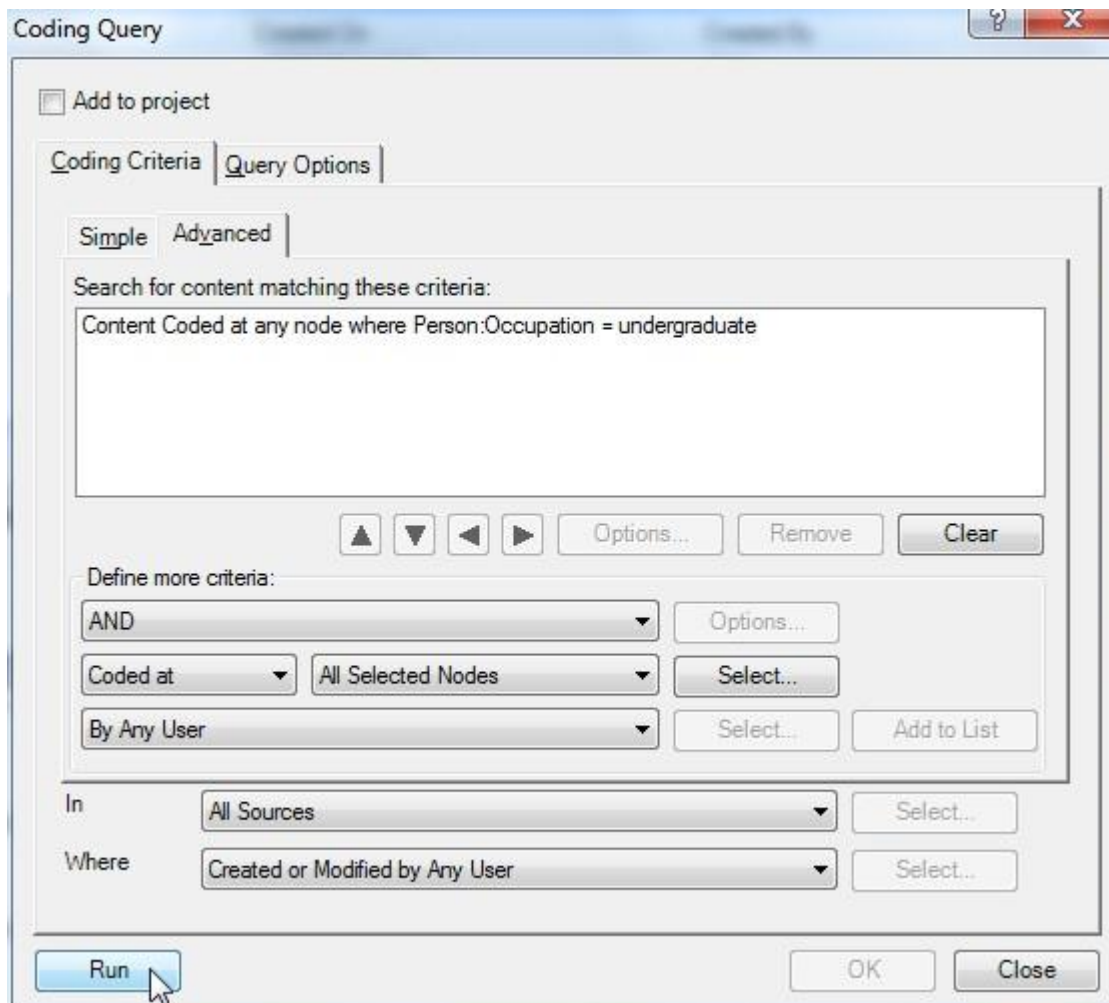 Coding Query
?
X
Add to project
Coding Criteria Query Options
Simple Advanced
Search for content matching these criteria:
Content Coded at any node where Person:Occupation = undergraduate
Options... Remove Clear
Define more criteria:
AND Options...
Coded at All Selected Nodes Select...
By Any User Select... Add to List
In All Sources Select...
Where Created or Modified by Any User Select...
Run OK Close